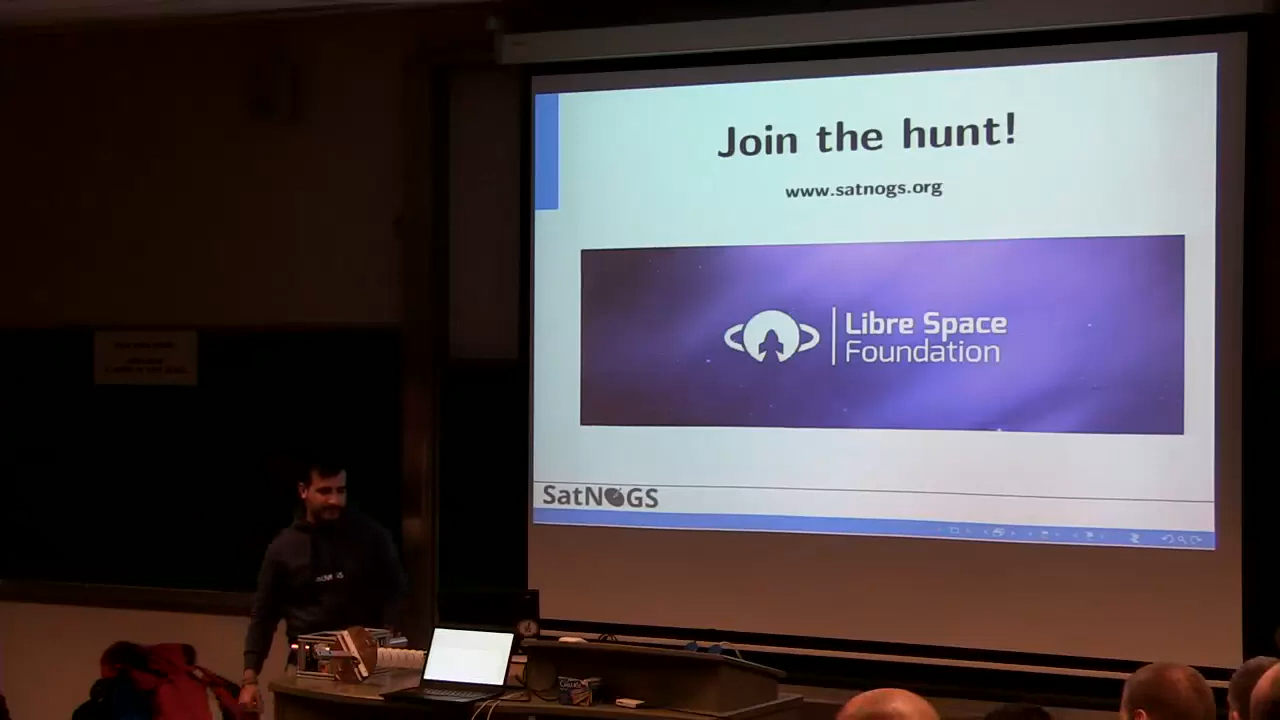 Join the hunt!
www.satnogs.org
Libre Space
Foundation
SatNOGS